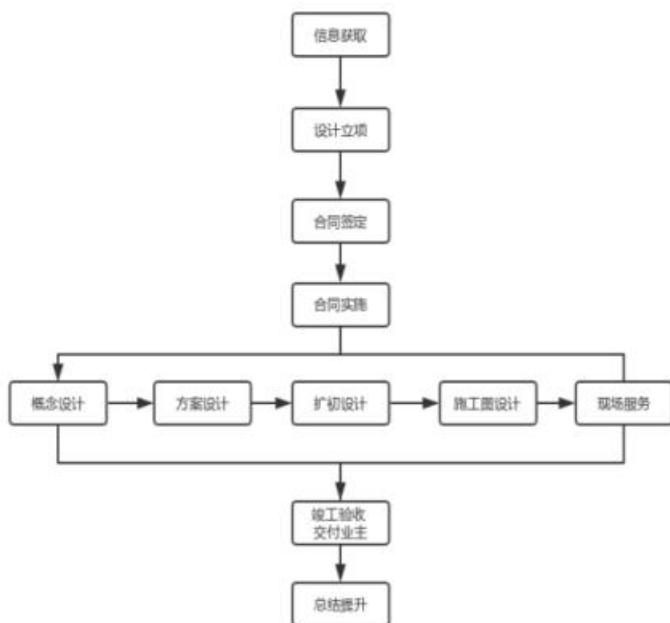 信息获取
设计立项
合同签定
合同实施
概念设计
方案设计
扩初设计
施工图设计
现场服务
竣工验收
交付业主
总结提升